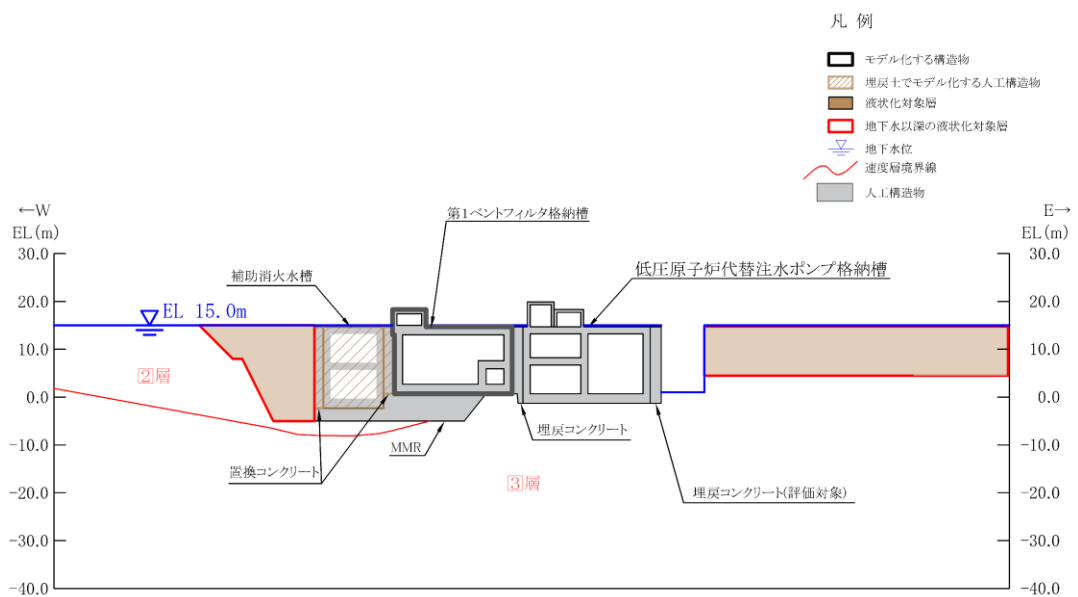 凡 例
モデル化する構造物
埋戻土でモデル化する人工構造物
液状化対象層
地下水以深の液状化対象層
地下水位
速度層境界線
人工構造物
←W
EL(m)
E→
EL(m)
第1ベントフィルタ格納槽
低圧原子炉代替注水ポンプ格納槽
補助消火水槽
EL 15.0m
30.0
20.0
10.0
0.0
-10.0
-20.0
-30.0
-40.0
30.0
20.0
10.0
0.0
-10.0
-20.0
-30.0
-40.0
②層
③層
埋戻コンクリート
MMR
置換コンクリート
埋戻コンクリート(評価対象)